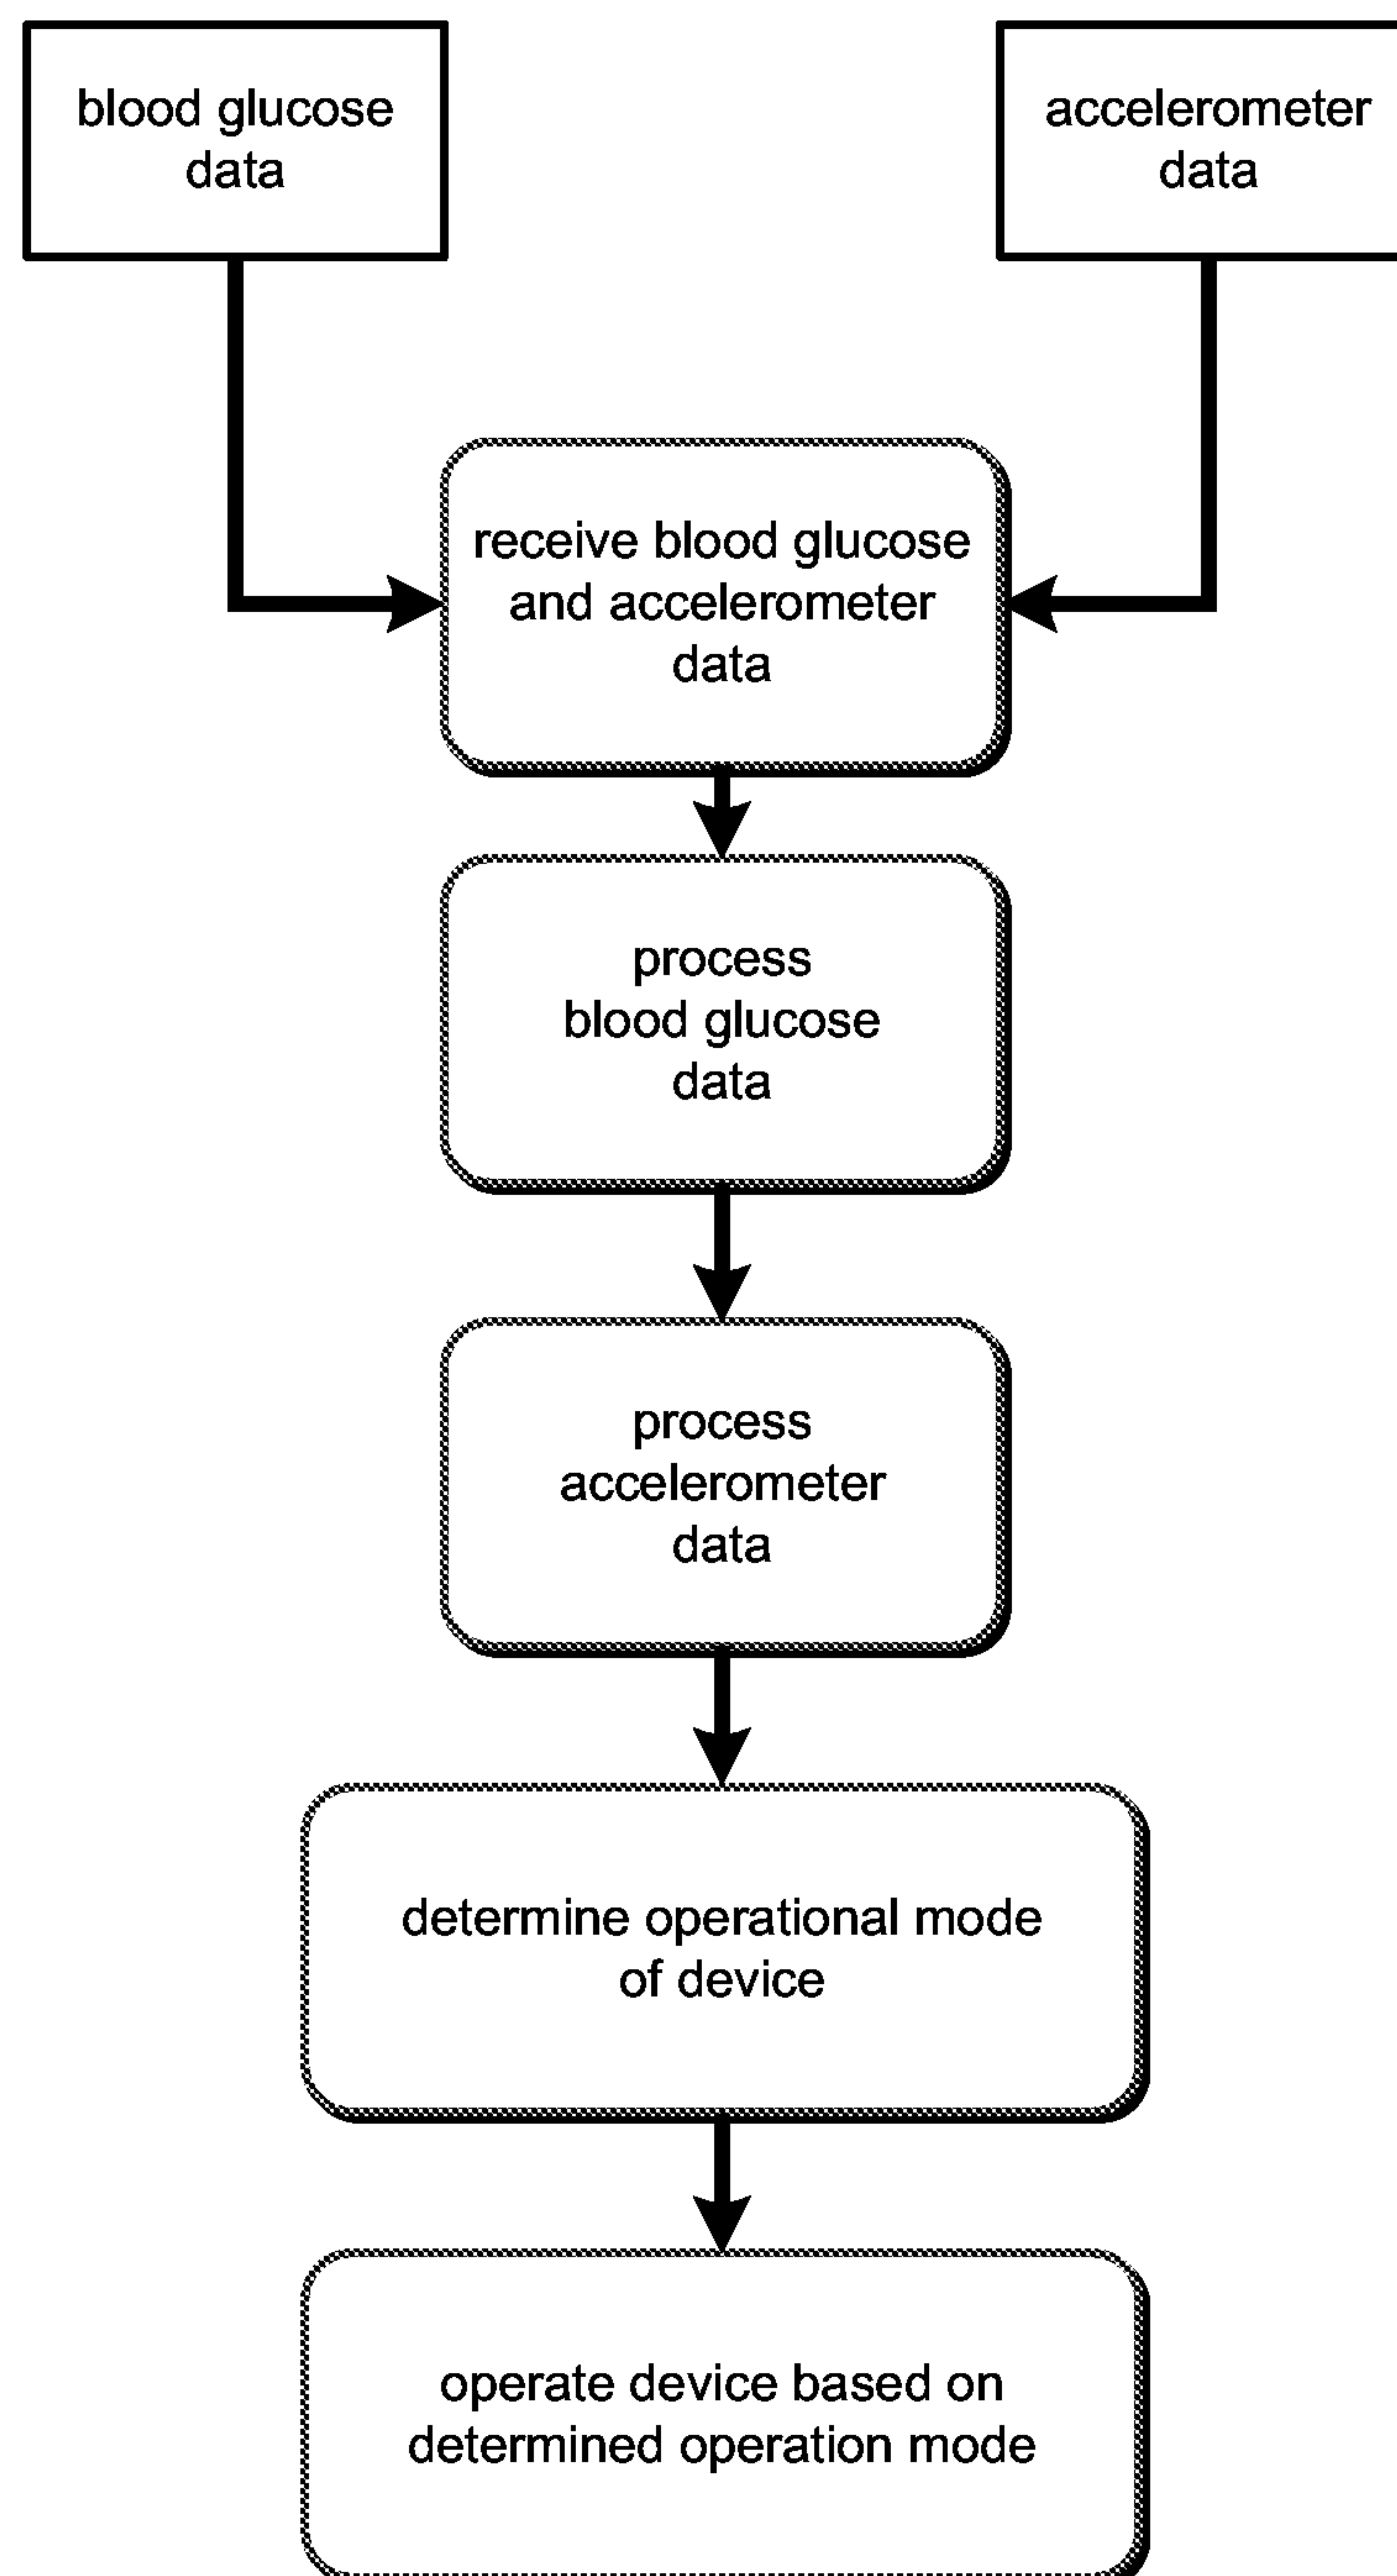 blood glucose
data
accelerometer
data
receive blood glucose
and accelerometer
data
process
blood glucose
data
process
accelerometer
data
determine operational mode
of device
operate device based on
determined operation mode